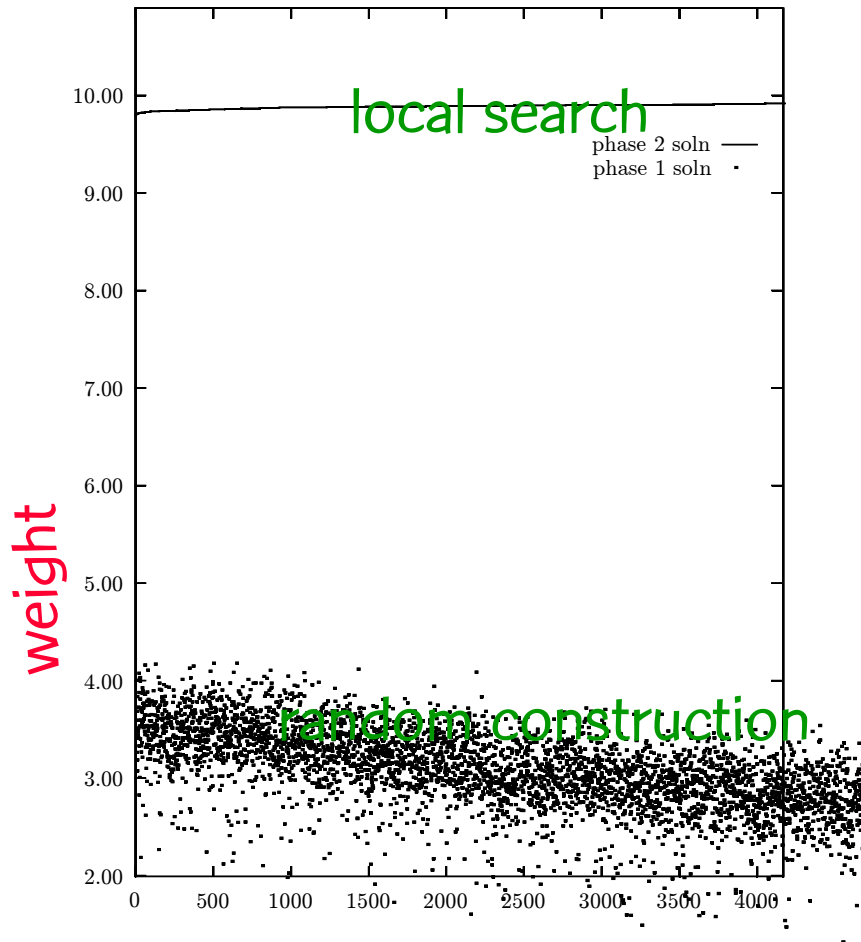 10.00
local search
phase 2 soln
phase 1 soln
9.00
8.00
7.00
6.00
weight
5.00
4.00
random construction
3.00
2.00
0 500 1000 1500 2000 2500 3000 3500 4000